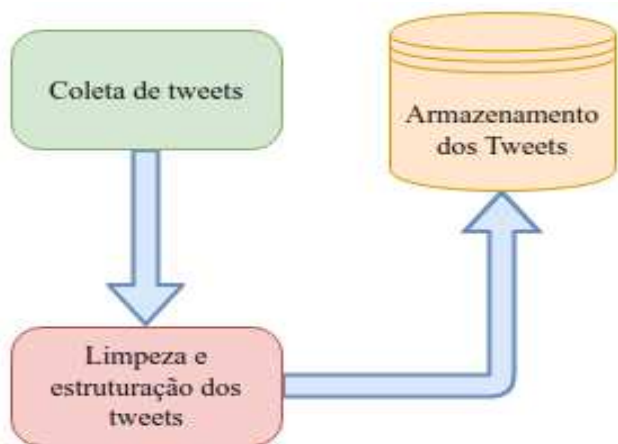 Coleta de tweets
Armazenamento
dos Tweets
Limpeza e
estruturação dos
tweets